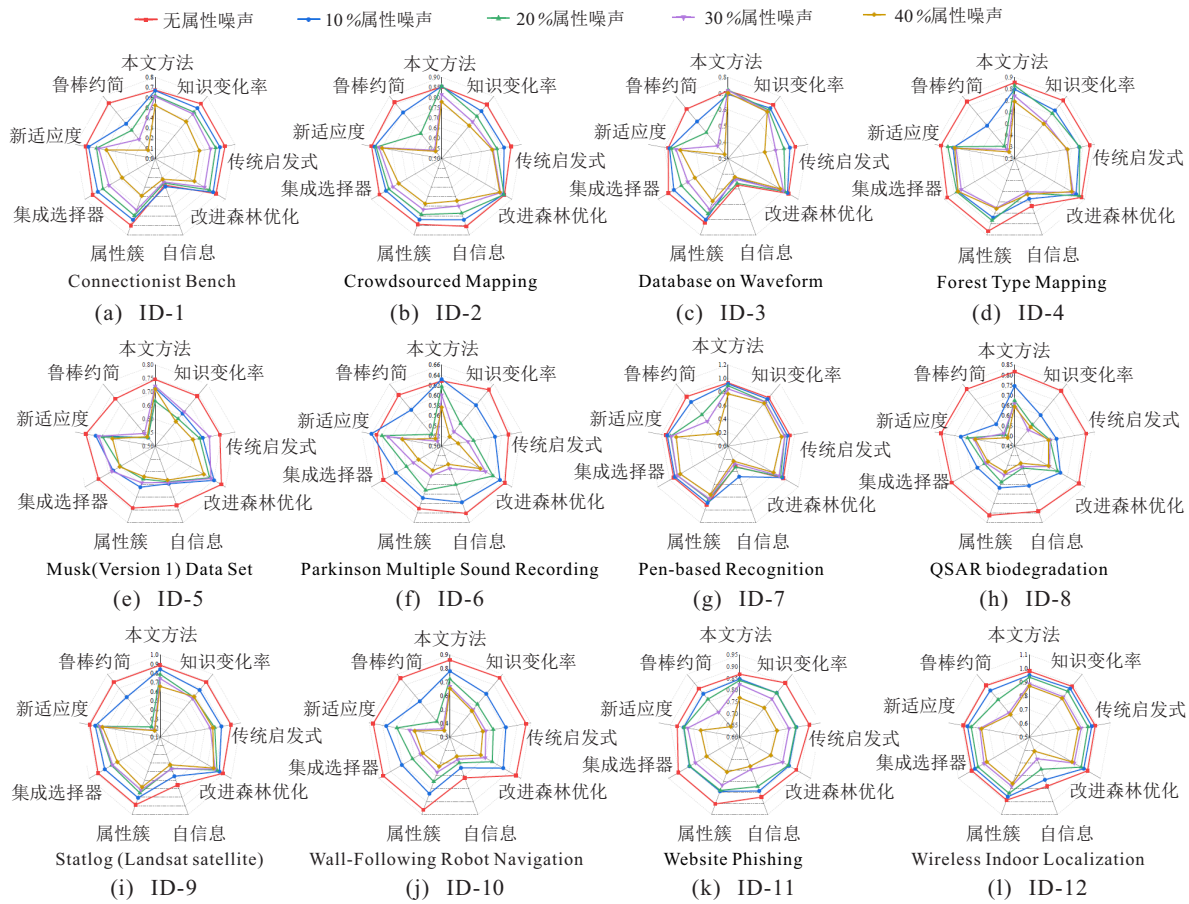 无属性噪声 10%属性噪声 20%属性噪声 30%属性噪声 40%属性噪声
本文方法
知识变化率
传统启发式
改进森林优化
自信息
属性簇
集成选择器
新适应度
鲁棒约简
Connectionist Bench
(a) ID-1
本文方法
知识变化率
传统启发式
改进森林优化
自信息
属性簇
集成选择器
新适应度
鲁棒约简
Crowdsourced Mapping
(b) ID-2
本文方法
知识变化率
传统启发式
改进森林优化
自信息
属性簇
集成选择器
新适应度
鲁棒约简
Database on Waveform
(c) ID-3
本文方法
知识变化率
传统启发式
改进森林优化
自信息
属性簇
集成选择器
新适应度
鲁棒约简
Forest Type Mapping
(d) ID-4
本文方法
知识变化率
传统启发式
改进森林优化
自信息
属性簇
集成选择器
新适应度
鲁棒约简
Musk(Version 1) Data Set
(e) ID-5
本文方法
知识变化率
传统启发式
改进森林优化
自信息
属性簇
集成选择器
新适应度
鲁棒约简
Parkinson Multiple Sound Recording
(f) ID-6
本文方法
知识变化率
传统启发式
改进森林优化
自信息
属性簇
集成选择器
新适应度
鲁棒约简
Pen-based Recognition
(g) ID-7
本文方法
知识变化率
传统启发式
改进森林优化
自信息
属性簇
集成选择器
新适应度
鲁棒约简
QSAR biodegradation
(h) ID-8
本文方法
知识变化率
传统启发式
改进森林优化
自信息
属性簇
集成选择器
新适应度
鲁棒约简
Statlog (Landsat satellite)
(i) ID-9
本文方法
知识变化率
传统启发式
改进森林优化
自信息
属性簇
集成选择器
新适应度
鲁棒约简
Wall-Following Robot Navigation
(j) ID-10
本文方法
知识变化率
传统启发式
改进森林优化
自信息
属性簇
集成选择器
新适应度
鲁棒约简
Website Phishing
(k) ID-11
本文方法
知识变化率
传统启发式
改进森林优化
自信息
属性簇
集成选择器
新适应度
鲁棒约简
Wireless Indoor Localization
(l) ID-12